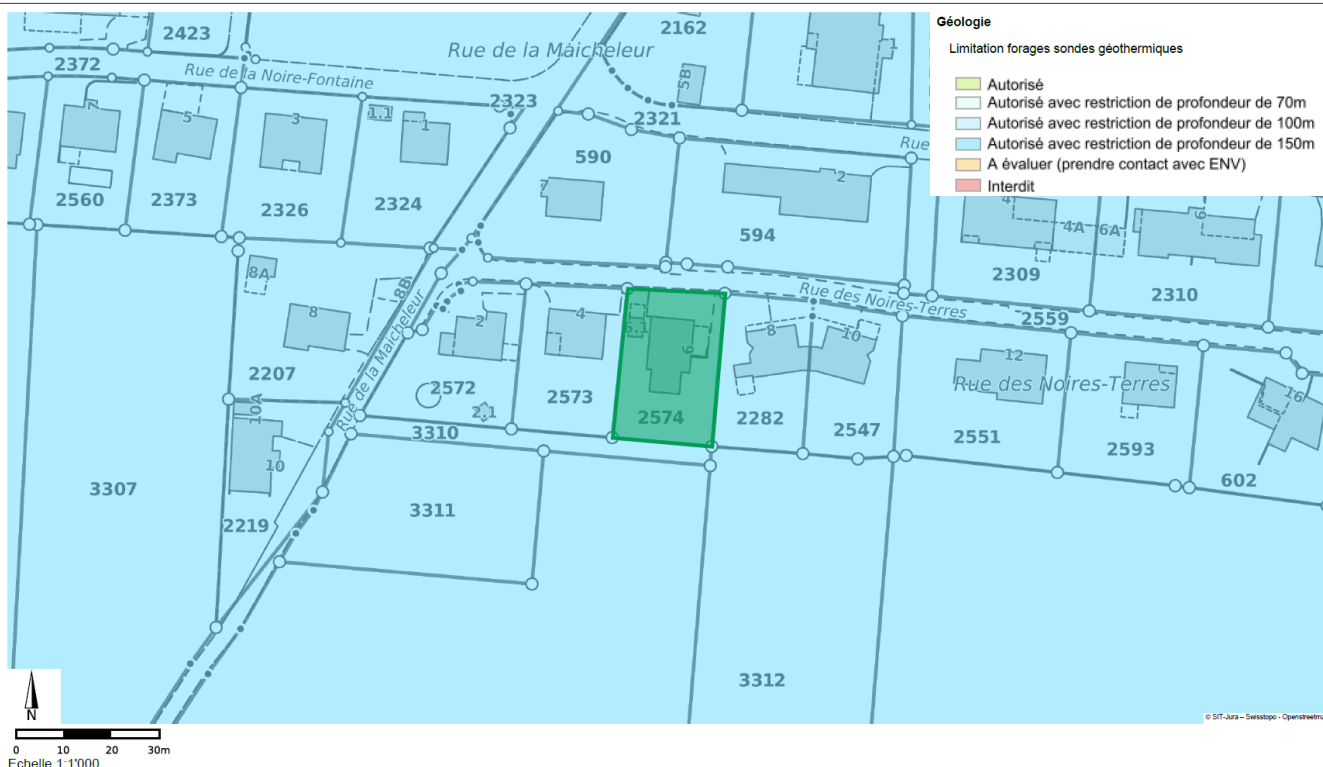 Géologie
Limitation forages sondes géothermiques
Autorisé
Autorisé avec restriction de profondeur de 70m
Autorisé avec restriction de profondeur de 100m
Autorisé avec restriction de profondeur de 150m
A évaluer (prendre contact avec ENV)
Interdit
2423
2162
1
Rue de la Maicheleur
2372
Rue de la Noire-Fontaine
5B
2323
7
5
3
1.1
1
2321
Rue
590
7
2
2560
2373
2326
2324
594
4
4A
6A
6
2309
2310
8A
8B
8
Rue des Noires-Terres
2559
2
4
6.1
6
8
10
12
Rue de la Maicheleur
Rue des Noires-Terres
16
2207
2572
2573
2574
2282
2547
2551
2593
602
10A
2.1
3310
10
3307
3311
2219
3312
N
0 10 20 30m
Echelle 1:1'000
© SIT-Jura – Swisstopo - Openstreetma